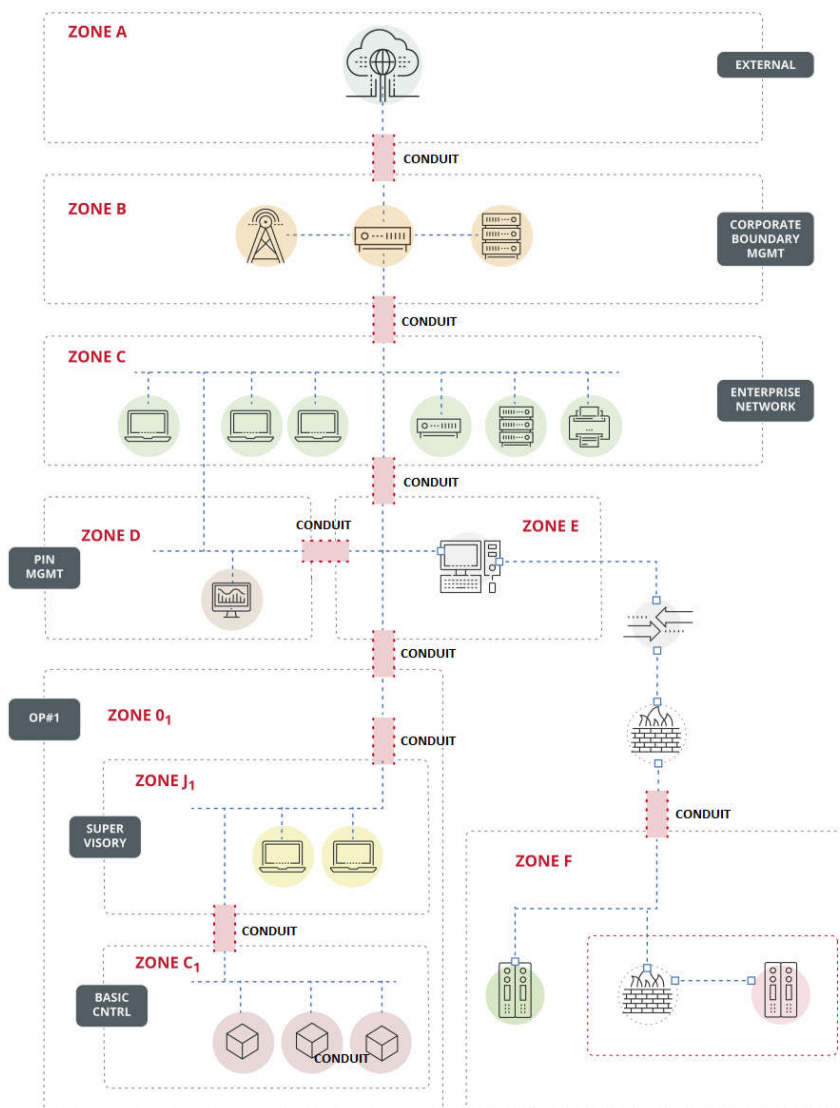 ZONE A
EXTERNAL
CONDUIT
ZONE B
CORPORATE
BOUNDARY
MGMT
CONDUIT
ZONE C
ENTERPRISE
NETWORK
CONDUIT
ZONE D
CONDUIT
ZONE E
PIN
MGMT
CONDUIT
OP#1
ZONE 0₁
CONDUIT
ZONE J₁
SUPER
VISORY
CONDUIT
ZONE F
CONDUIT
ZONE C₁
BASIC
CNTRL
CONDUIT